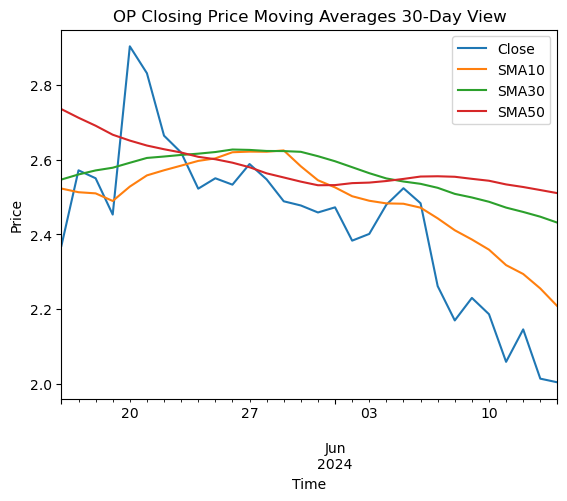 OP Closing Price Moving Averages 30-Day View
Close
SMA10
SMA30
SMA50
Price
2.8
2.6
2.4
2.2
2.0
20
27
03
10
Jun
2024
Time